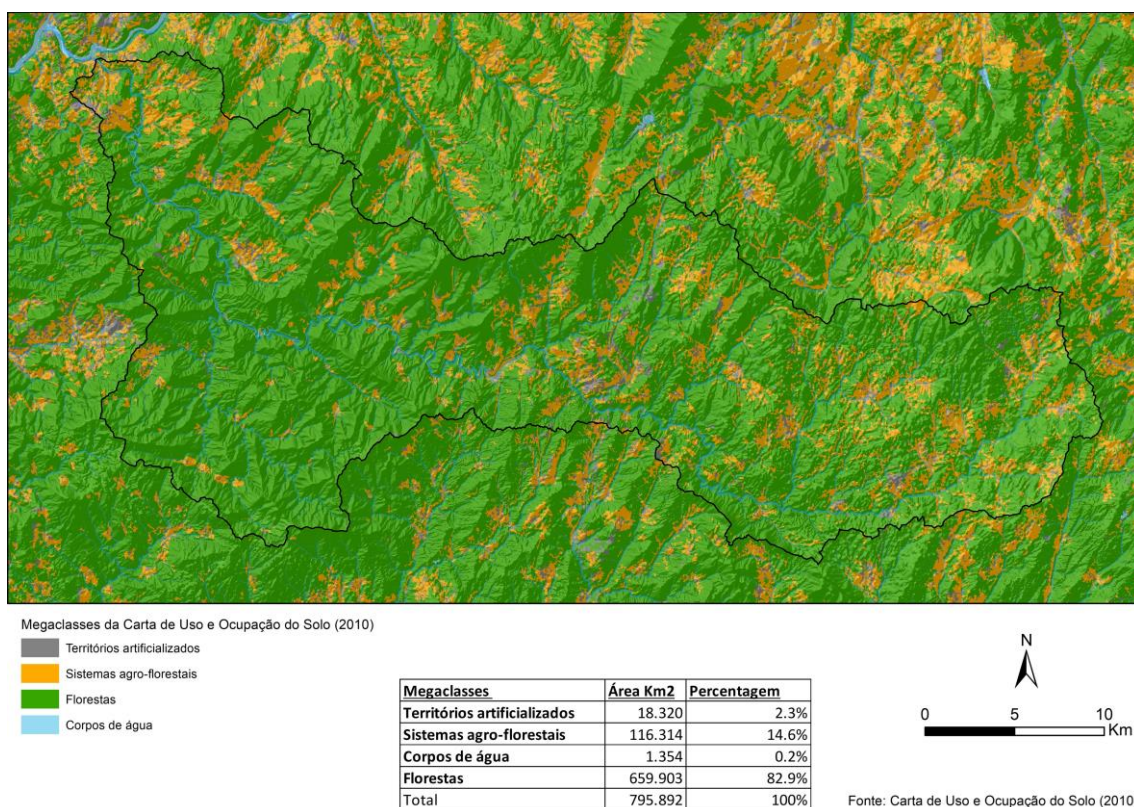 Megaclasses da Carta de Uso e Ocupação do Solo (2010)
Territórios artificializados
Sistemas agro-florestais
Florestas
Corpos de água
Megaclasses Área Km2 Percentagem
Territórios artificializados 18.320 2.3%
Sistemas agro-florestais 116.314 14.6%
Corpos de água 1.354 0.2%
Florestas 659.903 82.9%
Total 795.892 100%
N
0 5 10
Km
Fonte: Carta de Uso e Ocupação do Solo (2010